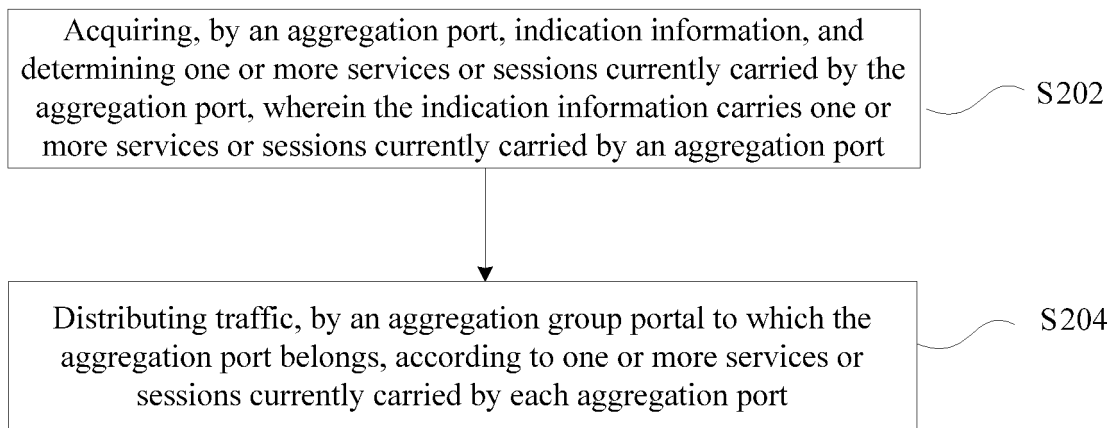 Acquiring, by an aggregation port, indication information, and
determining one or more services or sessions currently carried by the
aggregation port, wherein the indication information carries one or
more services or sessions currently carried by an aggregation port
S202
Distributing traffic, by an aggregation group portal to which the
aggregation port belongs, according to one or more services or
sessions currently carried by each aggregation port
S204